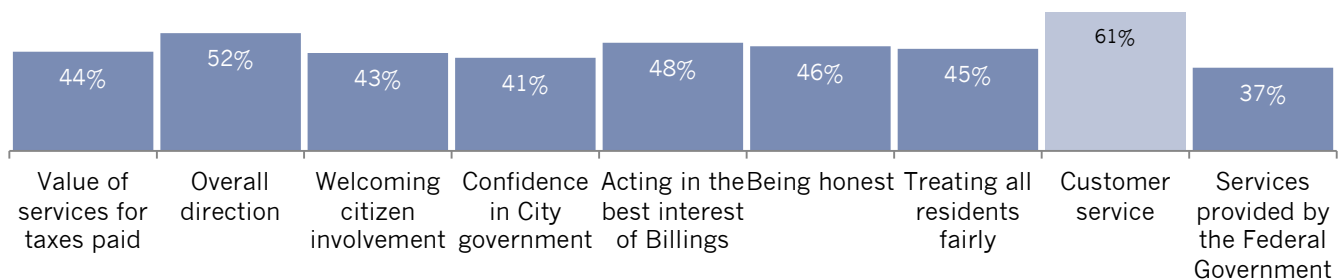 44%
52%
43%
41%
48%
46%
45%
61%
37%
Value of
services for
taxes paid
Overall
direction
Welcoming
citizen
involvement
Confidence
in City
government
Acting in the
best interest
of Billings
Being honest
Treating all
residents
fairly
Customer
service
Services
provided by
the Federal
Government